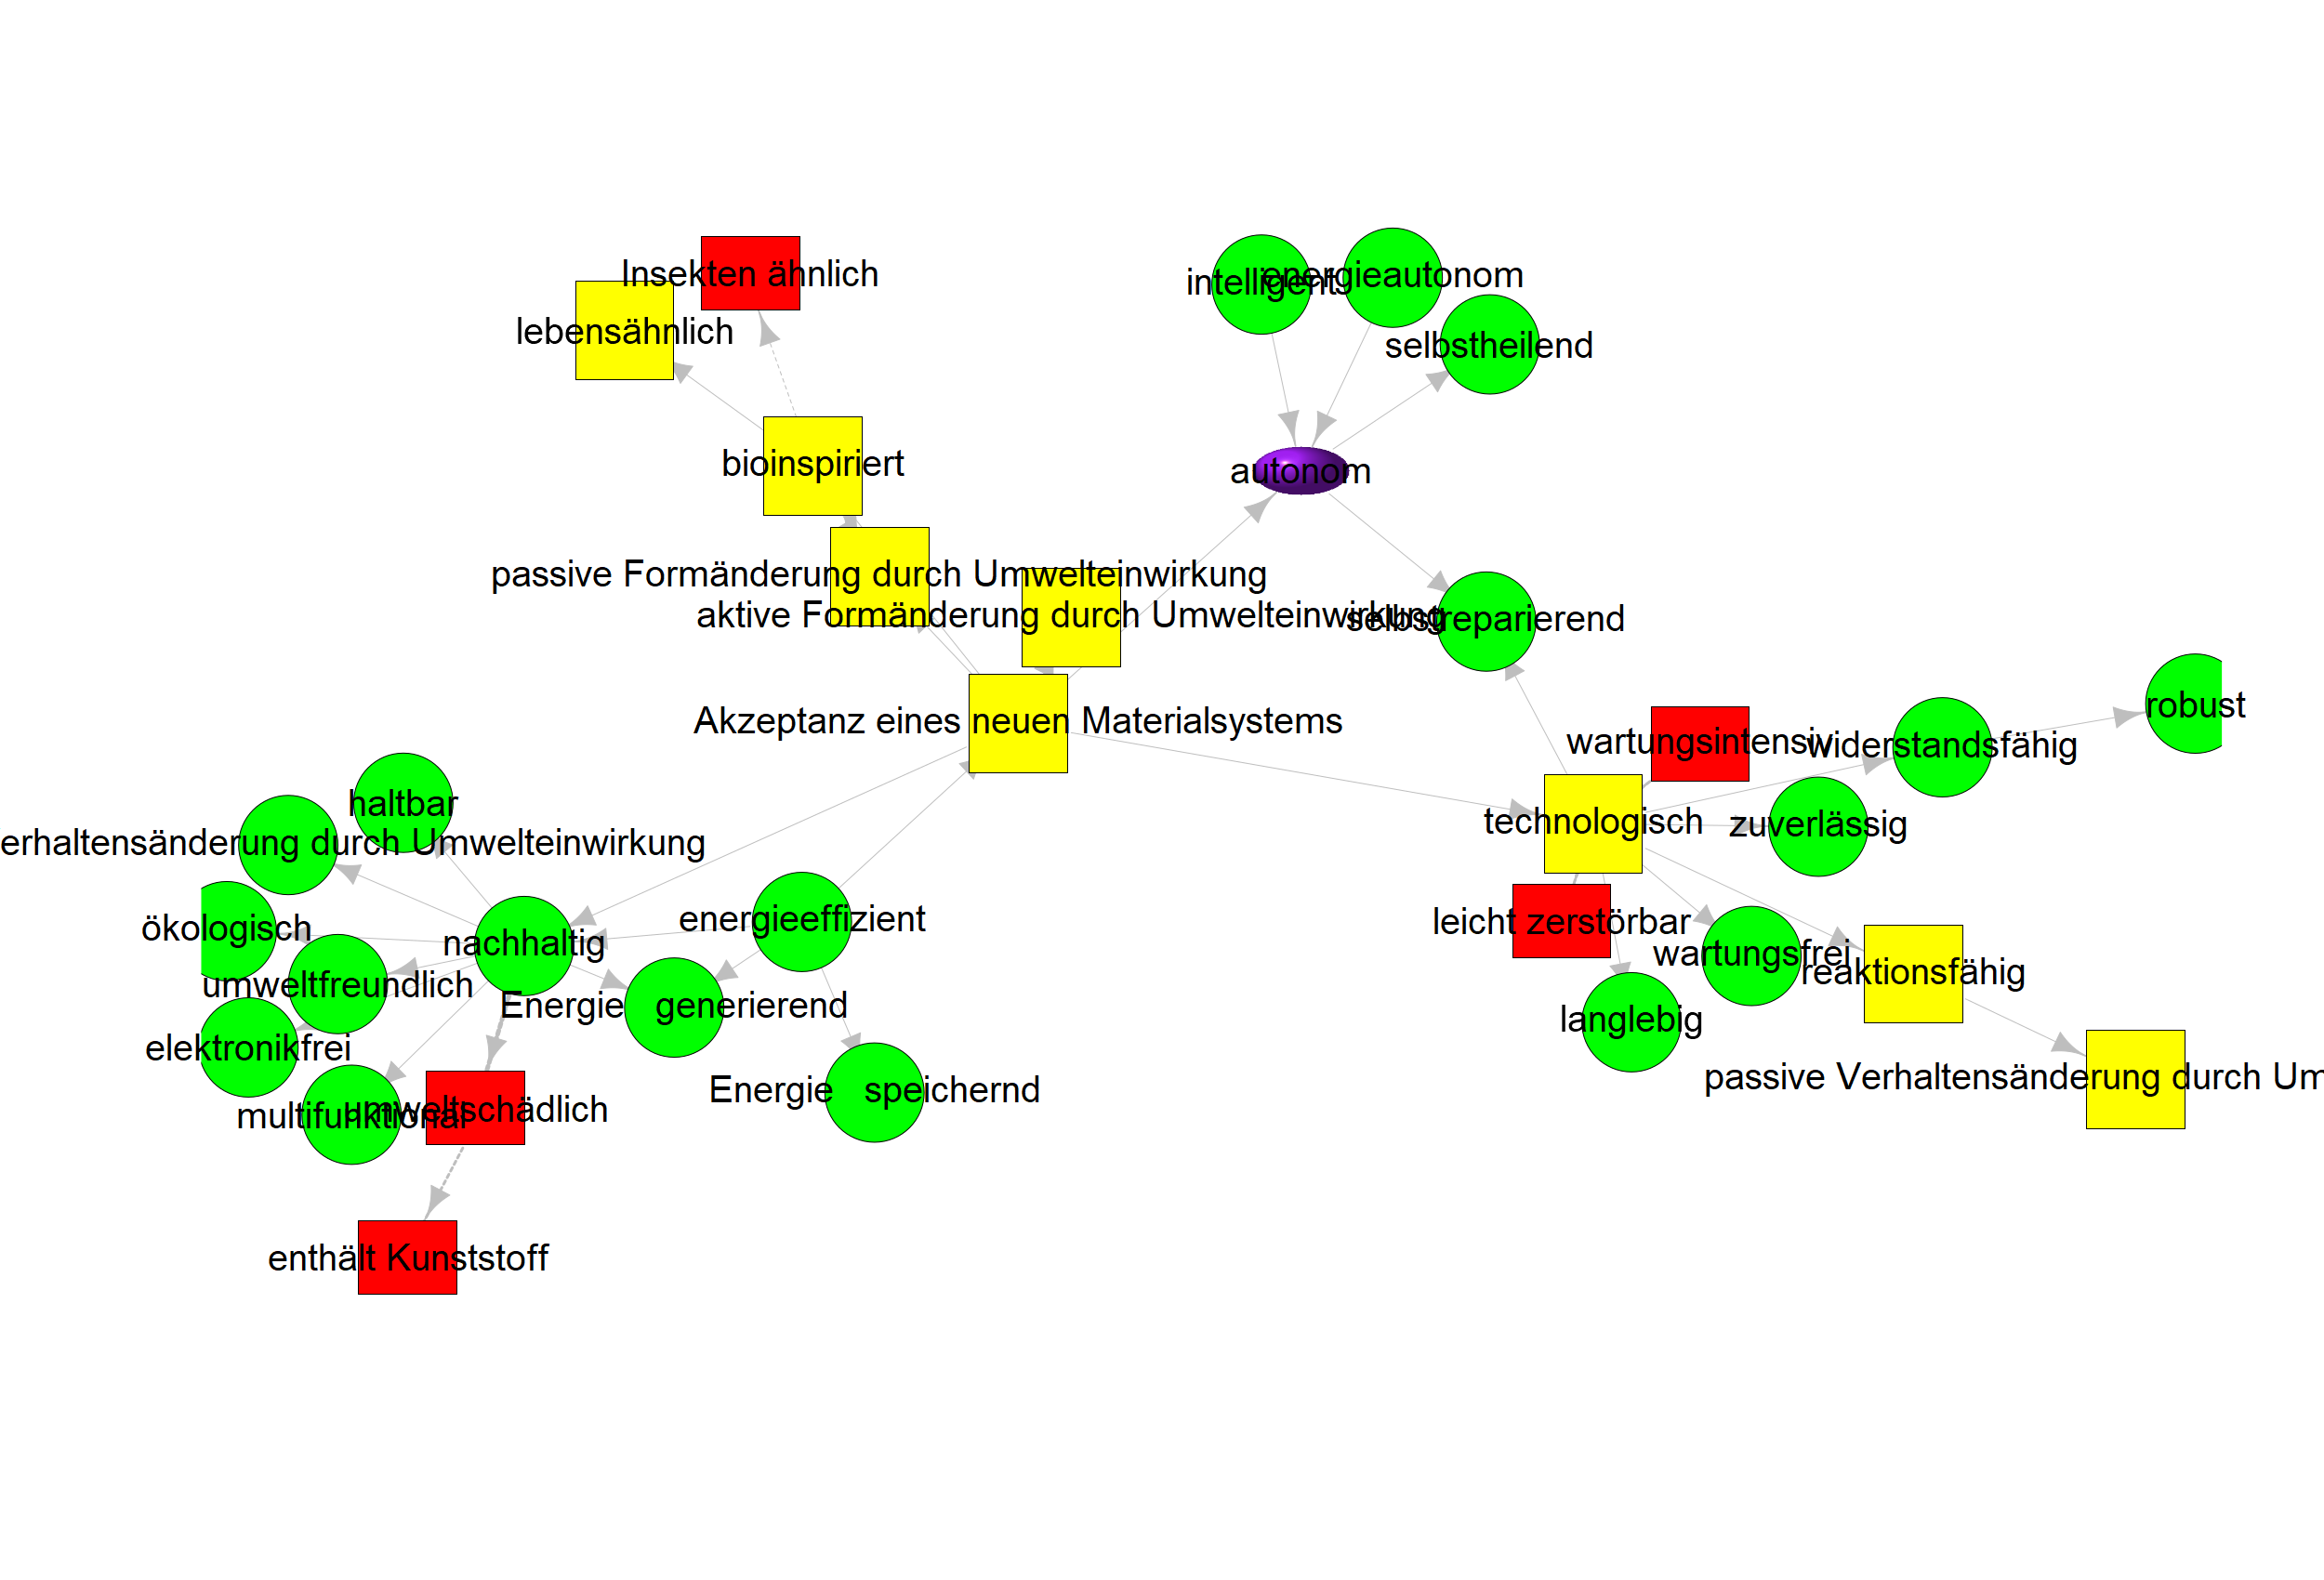 Insekten ähnlich
intelligent
energieautonom
lebensähnlich
selbstheilend
bioinspiriert
autonom
passive Formänderung durch Umwelteinwirkung
aktive Formänderung durch Umwelteinwirkung
selbstreparierend
Akzeptanz eines neuen Materialsystems
robust
wartungsintensiv
widerstandsfähig
haltbar
technologisch
zuverlässig
erhaltensänderung durch Umwelteinwirkung
energieeffizient
leicht zerstörbar
ökologisch
nachhaltig
wartungsfrei
reaktionsfähig
umweltfreundlich
Energie generierend
langlebig
elektronikfrei
passive Verhaltensänderung durch Um
Energie speichernd
multifunktional
umweltschädlich
enthält Kunststoff